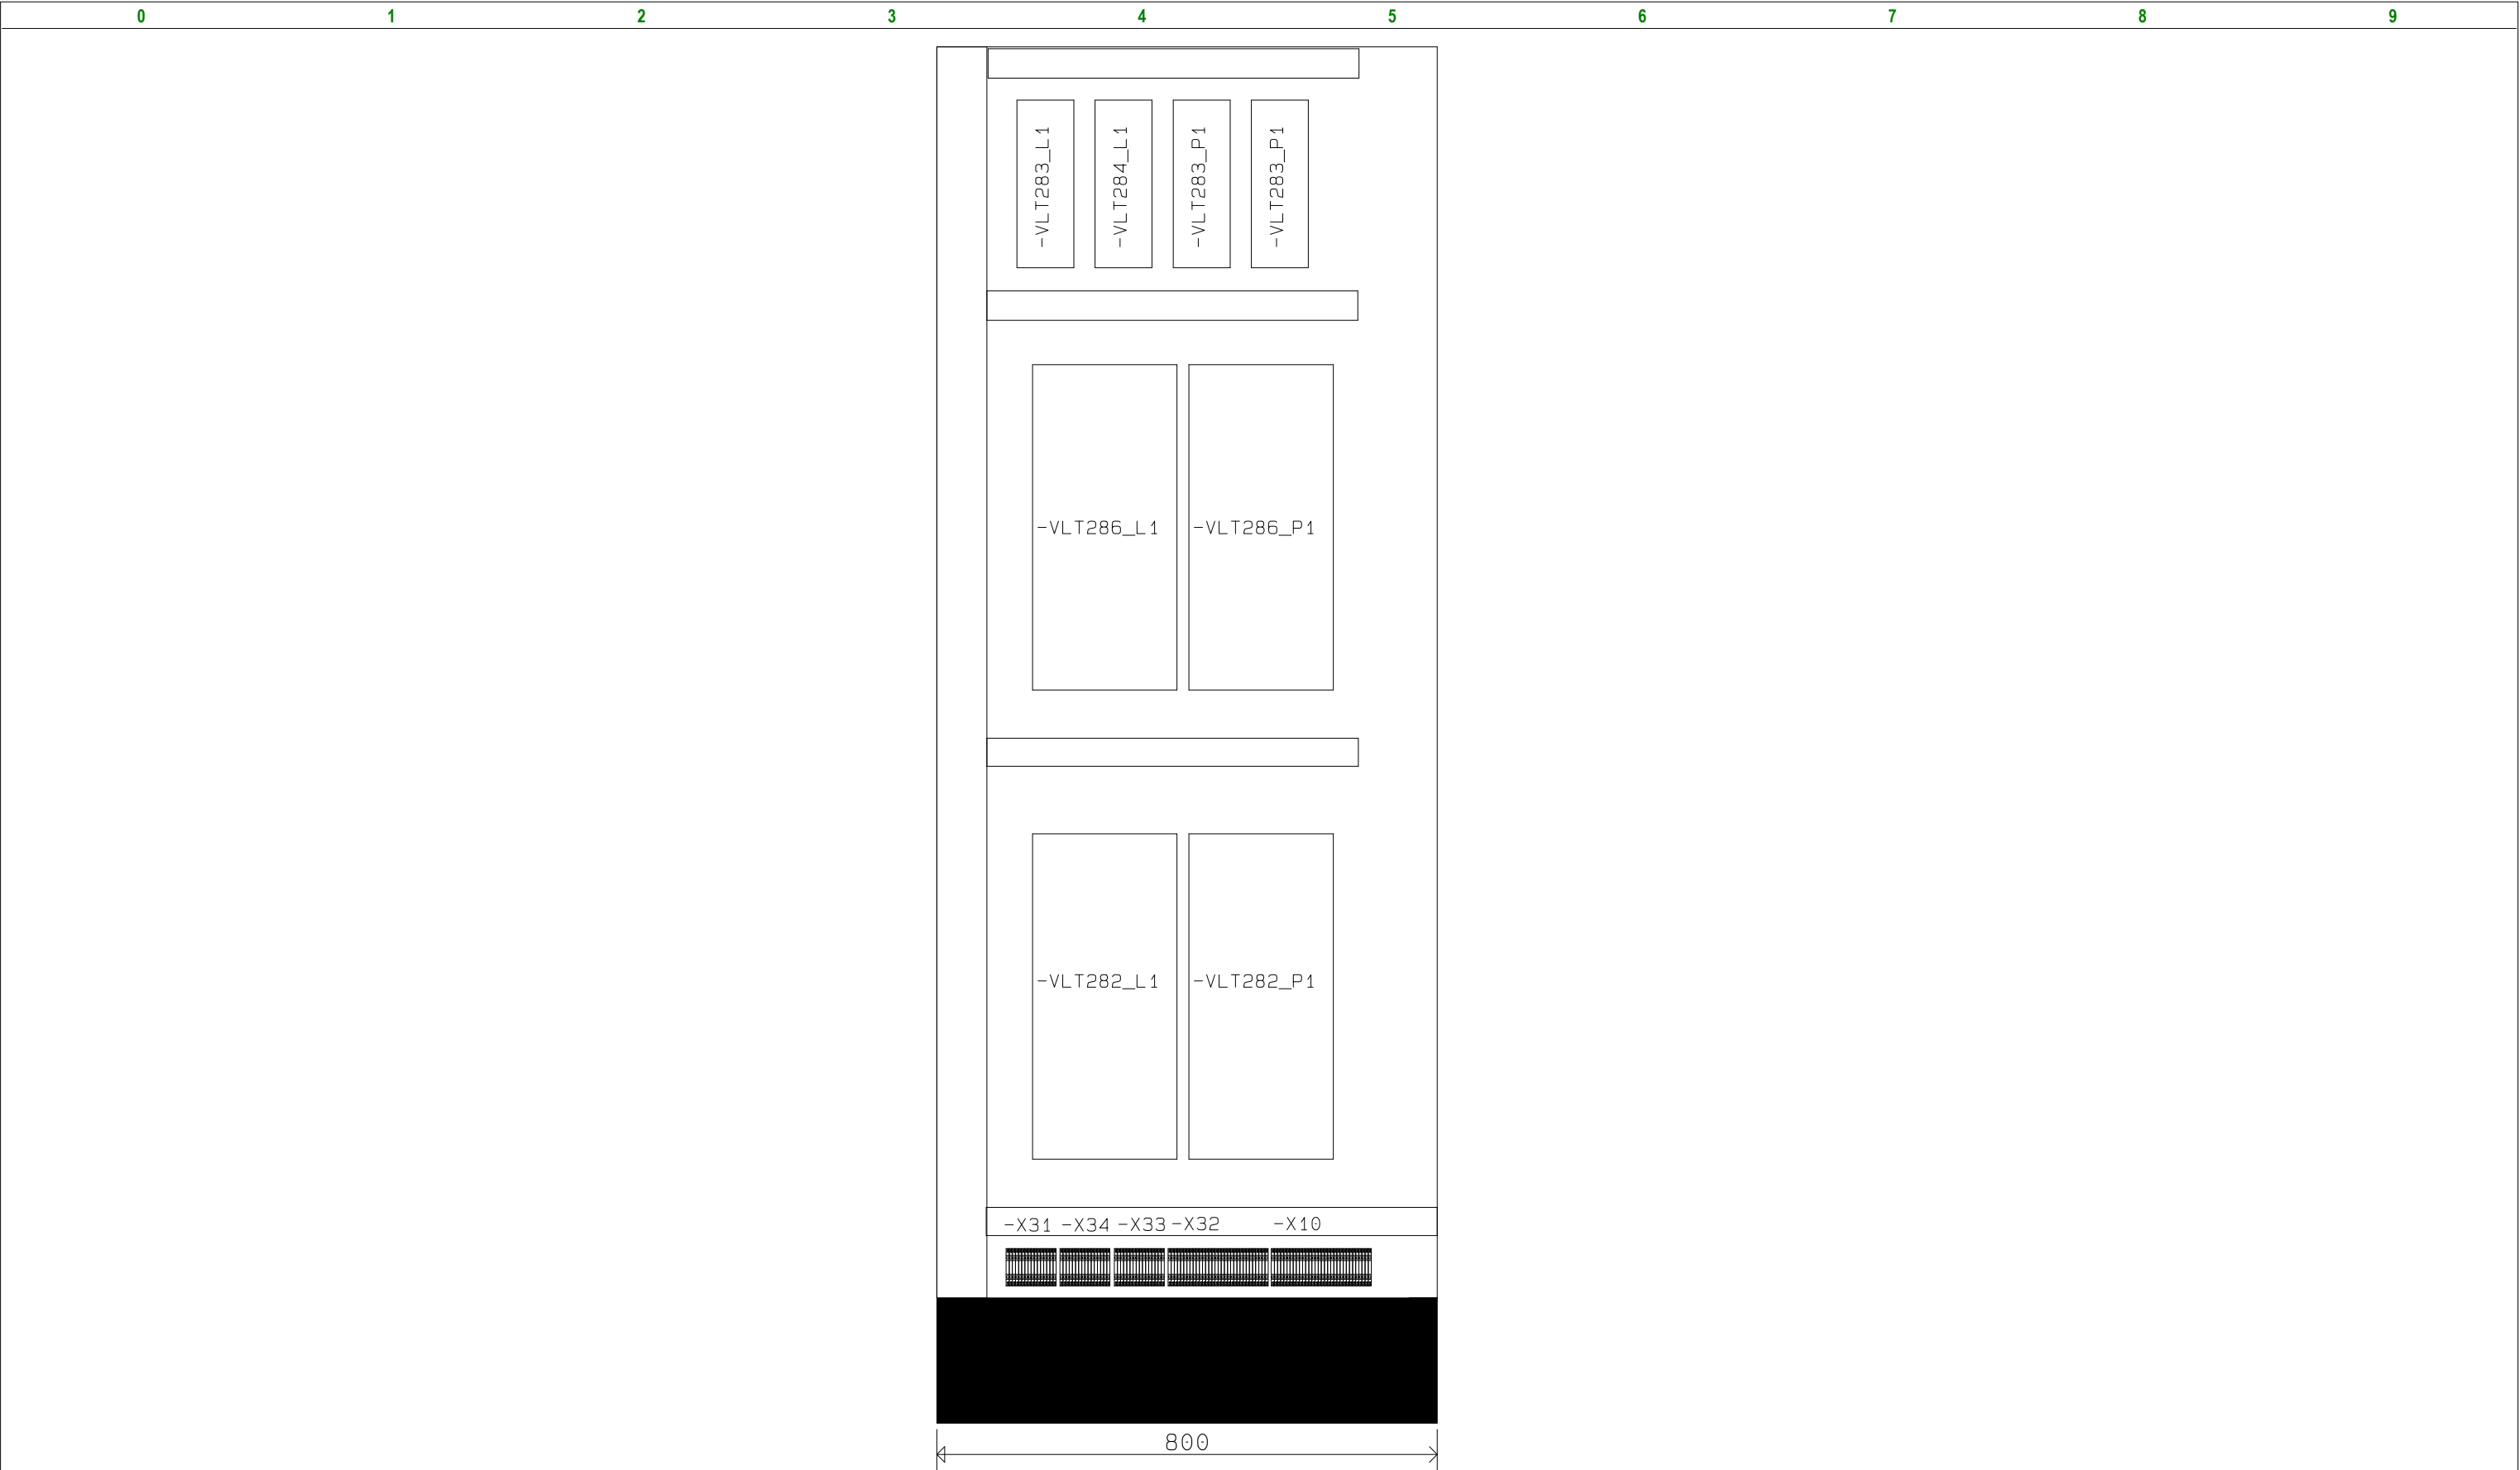 0 1 2 3 4 5 6 7 8 9
-VLT283_L1
-VLT284_L1
-VLT283_P1
-VLT283_P1
-VLT286_L1 -VLT286_P1
-VLT282_L1 -VLT282_P1
-X31 -X34 -X33 -X32 -X10
800